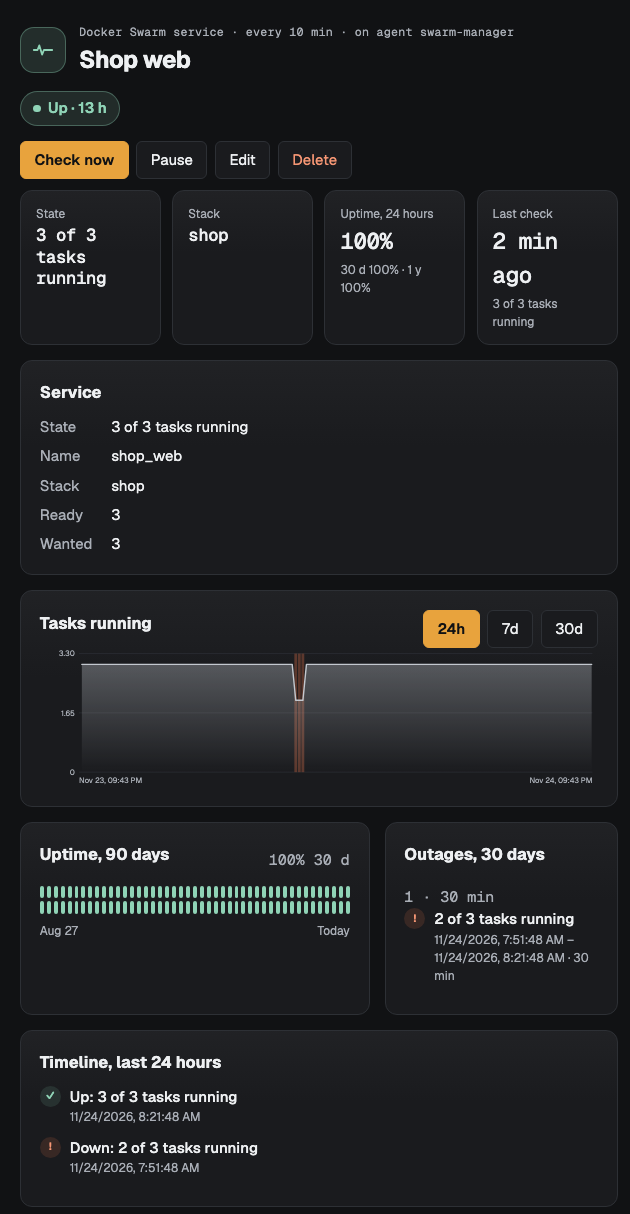 Docker Swarm service · every 10 min · on agent swarm-manager
Shop web
Up · 13 h
Check now
Pause
Edit
Delete
State
3 of 3
tasks
running
Stack
shop
Uptime, 24 hours
100%
30 d 100% · 1 y
100%
Last check
2 min
ago
3 of 3 tasks
running
Service
State 3 of 3 tasks running
Name shop_web
Stack shop
Ready 3
Wanted 3
Tasks running
24h
7d
30d
3.30
1.65
0
Nov 23, 09:43 PM
Nov 24, 09:43 PM
Uptime, 90 days
100% 30 d
Aug 27
Today
Outages, 30 days
1 · 30 min
2 of 3 tasks running
11/24/2026, 7:51:48 AM –
11/24/2026, 8:21:48 AM · 30
min
Timeline, last 24 hours
Up: 3 of 3 tasks running
11/24/2026, 8:21:48 AM
Down: 2 of 3 tasks running
11/24/2026, 7:51:48 AM